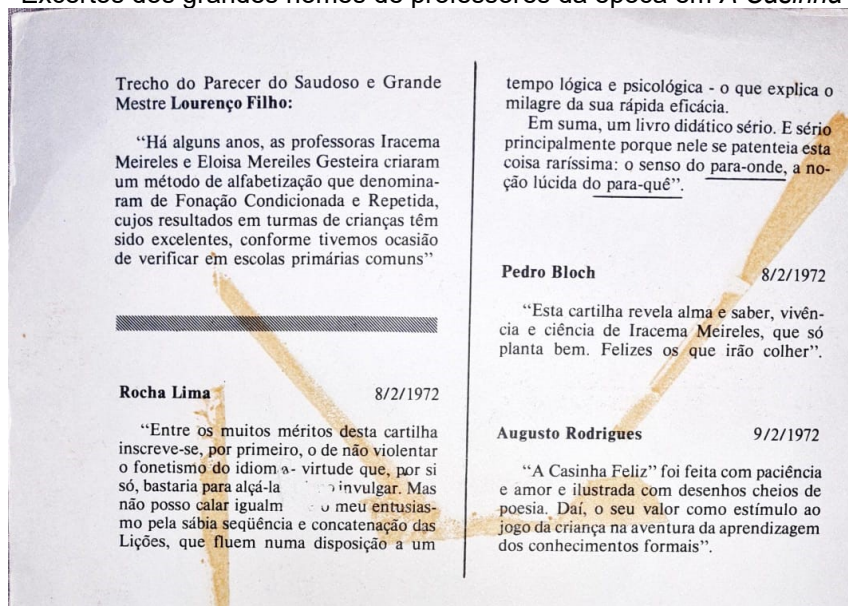 Excertos dos grandes nomes de professores da época em A Casinha
Trecho do Parecer do Saudoso e Grande
Mestre Lourenço Filho:
“Há alguns anos, as professoras Iracema
Meireles e Eloisa Mereiles Gesteira criaram
um método de alfabetização que denomina-
ram de Fonação Condicionada e Repetida,
cujos resultados em turmas de crianças têm
sido excelentes, conforme tivemos ocasião
de verificar em escolas primárias comuns”
Rocha Lima 8/2/1972
“Entre os muitos méritos desta cartilha
inscreve-se, por primeiro, o de não violentar
o fonetismo do idioma- virtude que, por si
só, bastaria para alçá-la invulgar. Mas
não posso calar igualm o meu entusias-
mo pela sábia seqüência e concatenação das
Lições, que fluem numa disposição a um
tempo lógica e psicológica - o que explica o
milagre da sua rápida eficácia.
Em suma, um livro didático sério. E sério
principalmente porque nele se patenteia esta
coisa raríssima: o senso do para-onde, a no-
ção lúcida do para-quê”.
Pedro Bloch 8/2/1972
“Esta cartilha revela alma e saber, vivên-
cia e ciência de Iracema Meireles, que só
planta bem. Felizes os que irão colher”.
Augusto Rodrigues 9/2/1972
“A Casinha Feliz” foi feita com paciência
e amor e ilustrada com desenhos cheios de
poesia. Daí, o seu valor como estímulo ao
jogo da criança na aventura da aprendizagem
dos conhecimentos formais”.